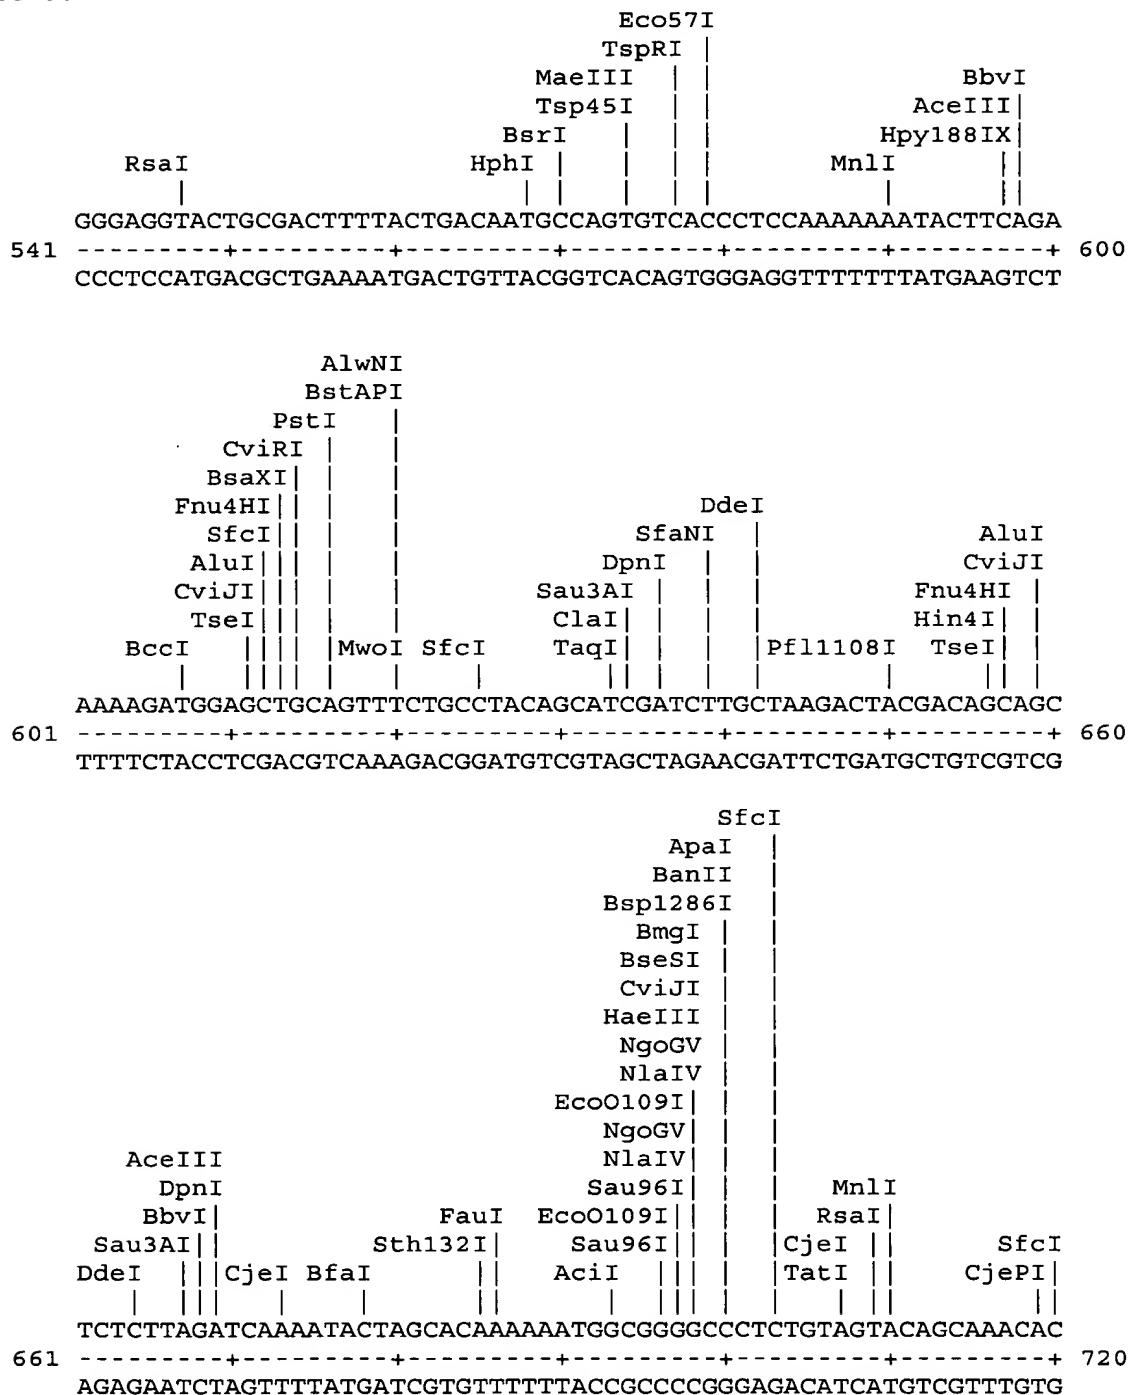 Eco57I
TspRI
MaeIII BbvI
Tsp45I AceIII
BsrI Hpy188IX
RsaI HphI MnlI
GGGAGGTACTGCGACTTTTACTGACAATGCCAGTGTCACCCTCCAAAAAAATACTTCAGA
541 ---------+---------+---------+---------+---------+---------+ 600
CCCTCCATGACGCTGAAAATGACTGTTACGGTCACAGTGGGAGGTTTTTTTATGAAGTCT
AlwNI
BstAPI
PstI
CviRI
BsaXI
Fnu4HI DdeI
SfcI SfaNI AluI
AluI DpnI CviJI
CviJI Sau3AI Fnu4HI
TseI ClaI Hin4I
BccI MwoI SfcI TaqI Pfl1108I TseI
AAAAGATGGAGCTGCAGTTTCTGCCTACAGCATCGATCTTGCTAAGACTACGACAGCAGC
601 ---------+---------+---------+---------+---------+---------+ 660
TTTTCTACCTCGACGTCAAAGACGGATGTCGTAGCTAGAACGATTCTGATGCTGTCGTCG
SfcI
ApaI
BanII
Bsp1286I
BmgI
BseSI
CviJI
HaeIII
NgoGV
NlaIV
EcoO109I
NgoGV
AceIII NlaIV
DpnI Sau96I MnlI
BbvI FauI EcoO109I RsaI
Sau3AI Sth132I Sau96I CjeI SfcI
DdeI CjeI BfaI AciI TatI CjePI
TCTCTTAGATCAAAATACTAGCACAAAAAATGGCGGGGCCCTCTGTAGTACAGCAAACAC
661 ---------+---------+---------+---------+---------+---------+ 720
AGAGAATCTAGTTTTATGATCGTGTTTTTTACCGCCCCGGGAGACATCATGTCGTTTGTG